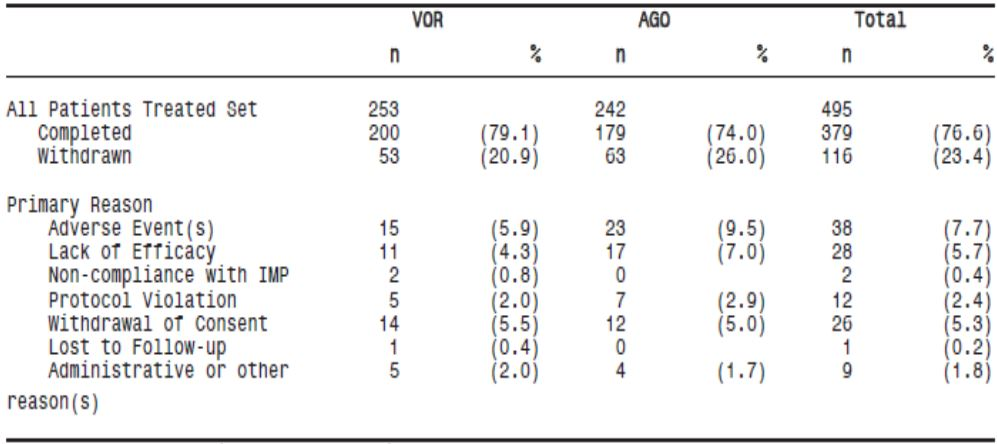 VOR AGO Total
n % n % n %
All Patients Treated Set 253 242 495
Completed 200 (79.1) 179 (74.0) 379 (76.6)
Withdrawn 53 (20.9) 63 (26.0) 116 (23.4)
Primary Reason
Adverse Event(s) 15 (5.9) 23 (9.5) 38 (7.7)
Lack of Efficacy 11 (4.3) 17 (7.0) 28 (5.7)
Non-compliance with IMP 2 (0.8) 0 2 (0.4)
Protocol Violation 5 (2.0) 7 (2.9) 12 (2.4)
Withdrawal of Consent 14 (5.5) 12 (5.0) 26 (5.3)
Lost to Follow-up 1 (0.4) 0 1 (0.2)
Administrative or other 5 (2.0) 4 (1.7) 9 (1.8)
reason(s)